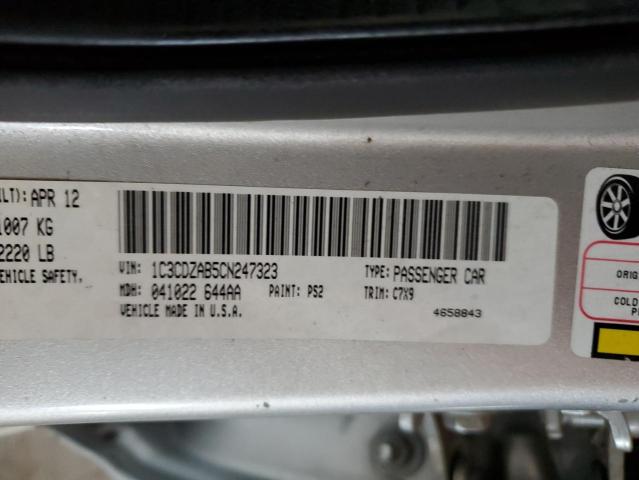 ILT): APR 12
1007 KG
2220 LB
EHICLE SAFETY.
VIN: 1C3CDZAB5CN247323 TYPE: PASSENGER CAR
MDH: 041022 644AA PAINT: PS2 TRIM: C7X9
VEHICLE MADE IN U.S.A. 4658843
ORIG
COLD
P